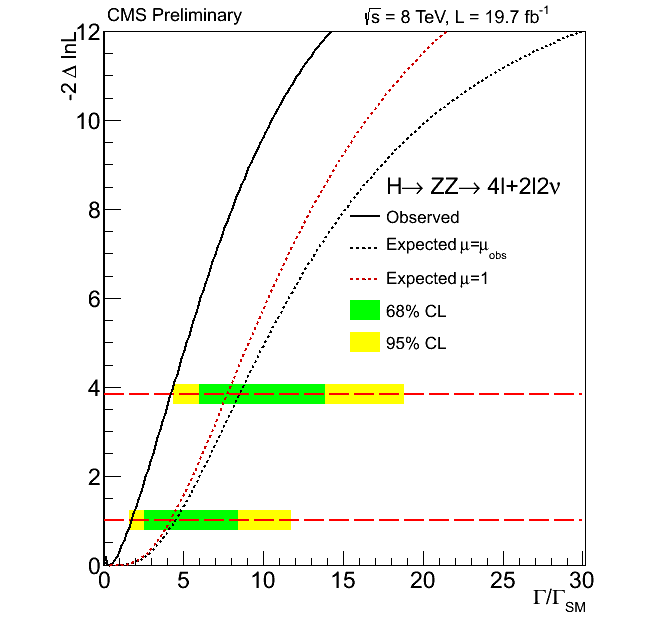 CMS Preliminary
√s = 8 TeV, L = 19.7 fb⁻¹
-2 Δ lnL
12
10
8
6
4
2
0
H→ ZZ→ 4l+2l2ν
Observed
Expected μ=μobs
Expected μ=1
68% CL
95% CL
0 5 10 15 20 25 30
Γ/ΓSM